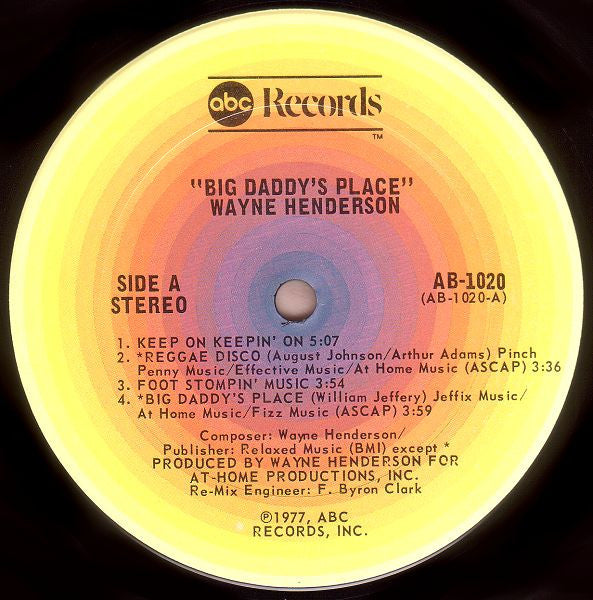 abc Records
TM
"BIG DADDY'S PLACE"
WAYNE HENDERSON
SIDE A
STEREO
AB-1020
(AB-1020-A)
1. KEEP ON KEEPIN' ON 5:07
2. *REGGAE DISCO (August Johnson/Arthur Adams) Pinch
Penny Music/Effective Music/At Home Music (ASCAP) 3:36
3. FOOT STOMPIN' MUSIC 3:54
4. *BIG DADDY'S PLACE (William Jeffery) Jeffix Music/
At Home Music/Fizz Music (ASCAP) 3:59
Composer: Wayne Henderson/
Publisher: Relaxed Music (BMI) except *
PRODUCED BY WAYNE HENDERSON FOR
AT-HOME PRODUCTIONS, INC.
Re-Mix Engineer: F. Byron Clark
℗1977, ABC
RECORDS, INC.